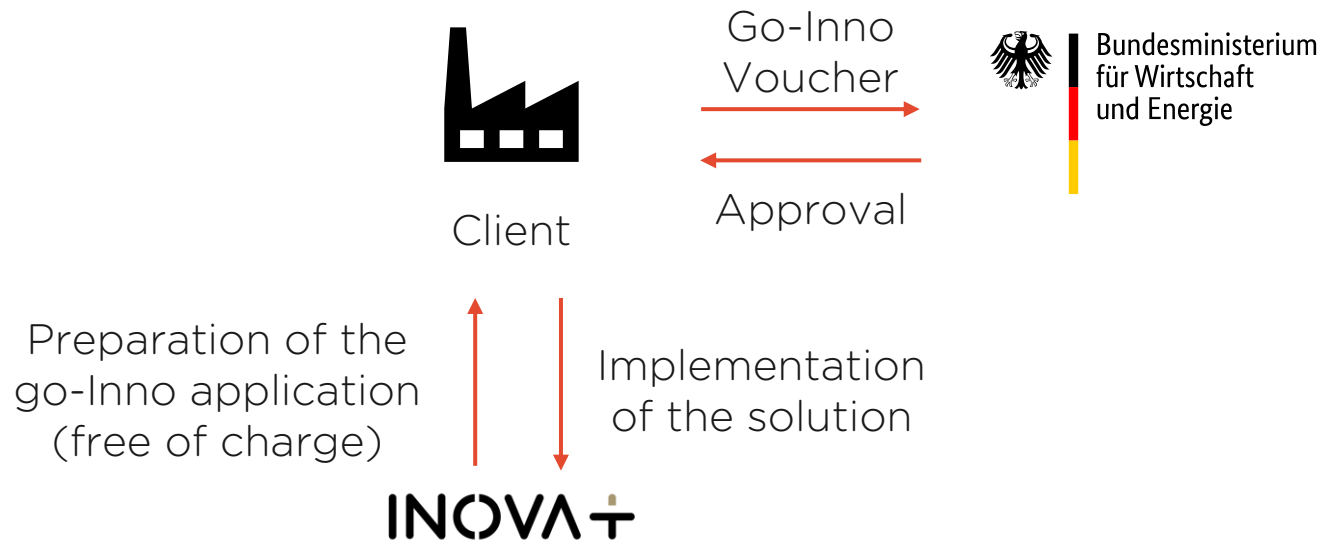 Go-Inno
Voucher
Bundesministerium
für Wirtschaft
und Energie
Approval
Client
Preparation of the
go-Inno application
(free of charge)
Implementation
of the solution
INOVA+